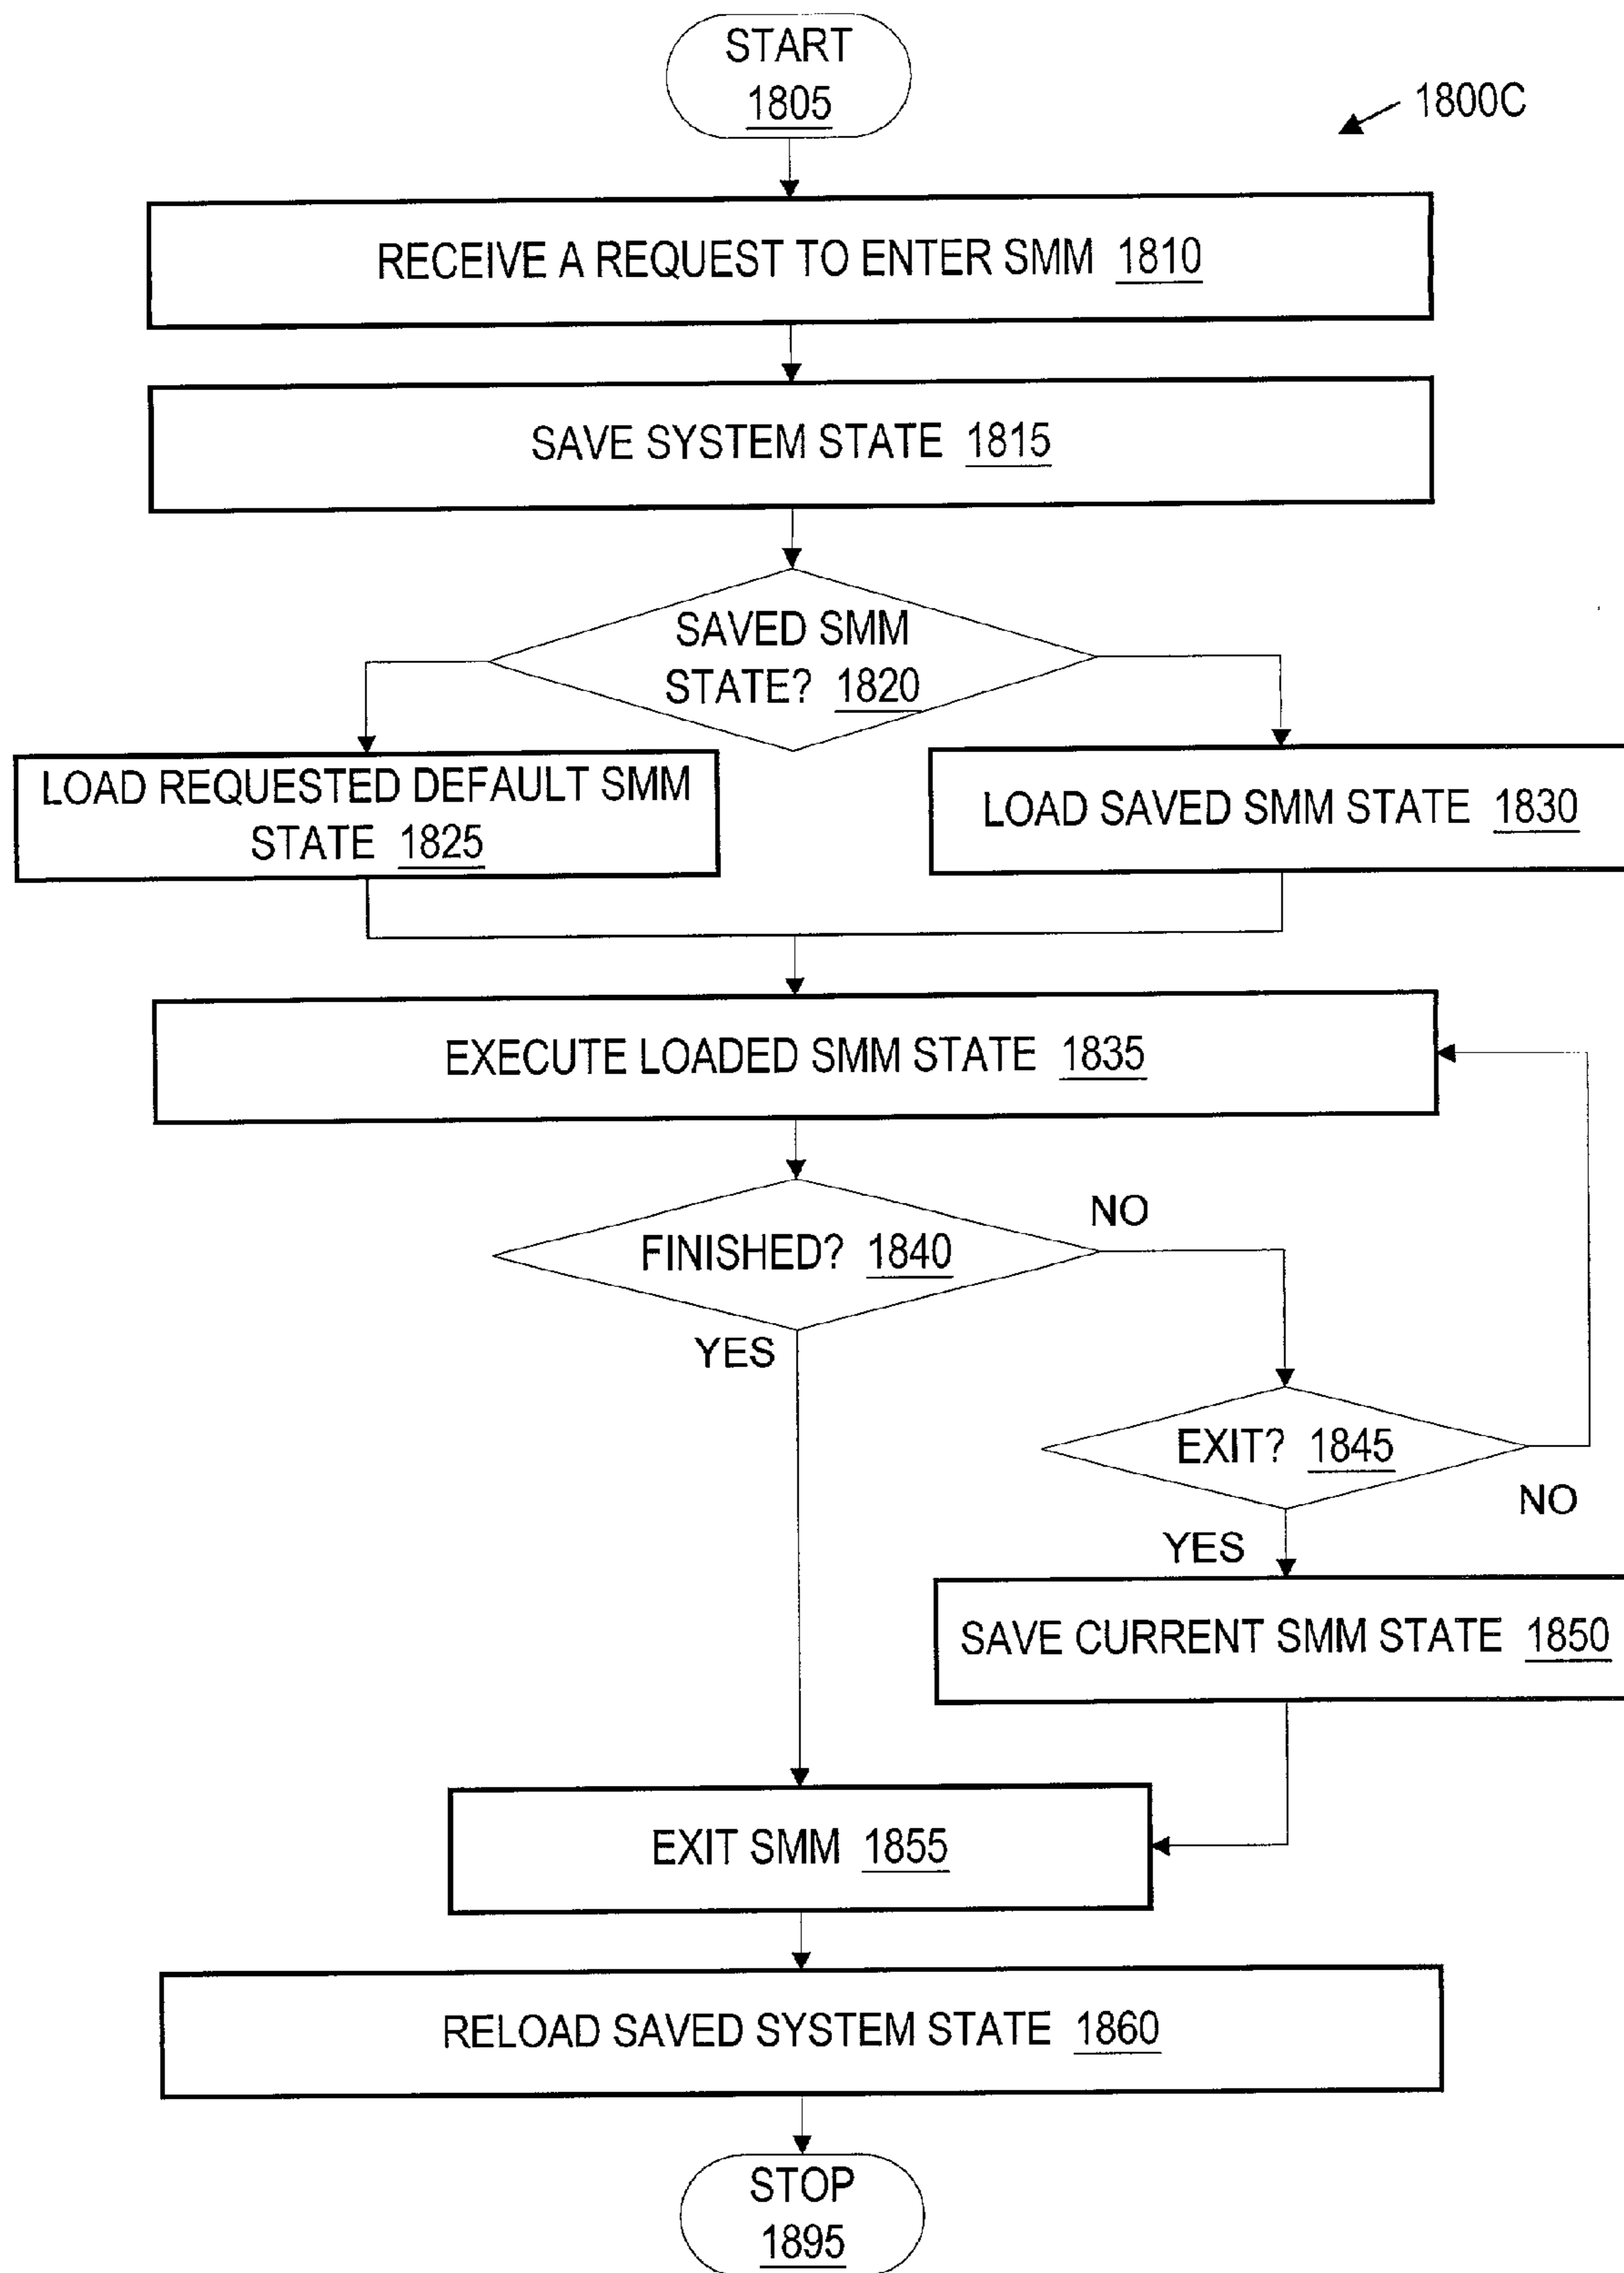 START
1805
1800C
RECEIVE A REQUEST TO ENTER SMM 1810
SAVE SYSTEM STATE 1815
SAVED SMM
STATE? 1820
LOAD REQUESTED DEFAULT SMM
STATE 1825
LOAD SAVED SMM STATE 1830
EXECUTE LOADED SMM STATE 1835
NO
FINISHED? 1840
YES
EXIT? 1845
NO
YES
SAVE CURRENT SMM STATE 1850
EXIT SMM 1855
RELOAD SAVED SYSTEM STATE 1860
STOP
1895